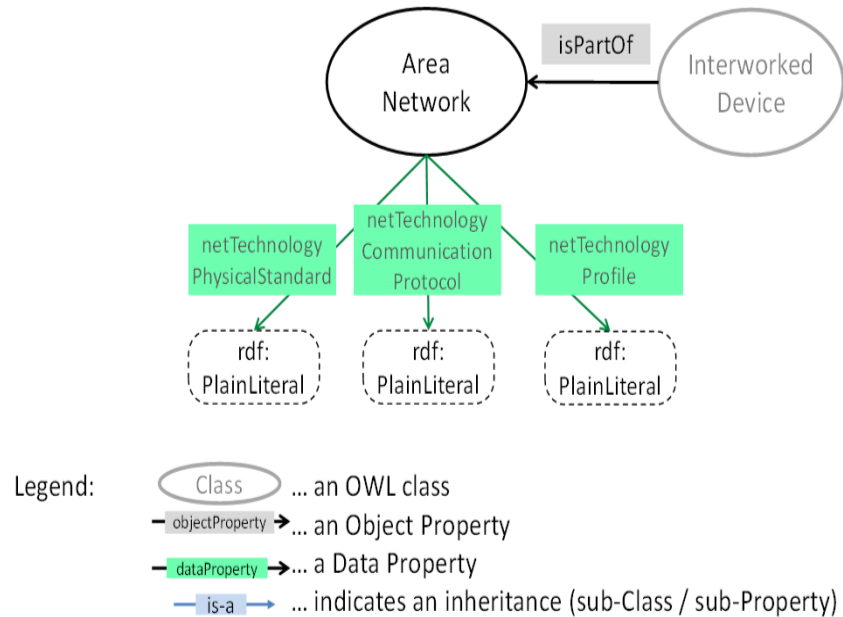 isPartOf
Area
Network
Interworked
Device
netTechnology
PhysicalStandard
netTechnology
Communication
Protocol
netTechnology
Profile
rdf:
PlainLiteral
rdf:
PlainLiteral
rdf:
PlainLiteral
Legend:
Class ... an OWL class
objectProperty ... an Object Property
dataProperty ... a Data Property
is-a ... indicates an inheritance (sub-Class / sub-Property)